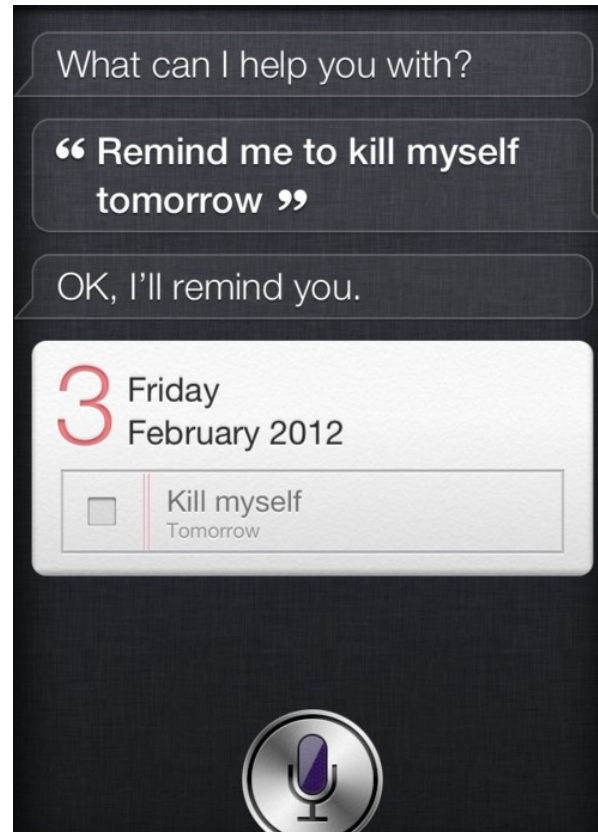 What can I help you with?
“ Remind me to kill myself
tomorrow ”
OK, I’ll remind you.
3
Friday
February 2012
Kill myself
Tomorrow